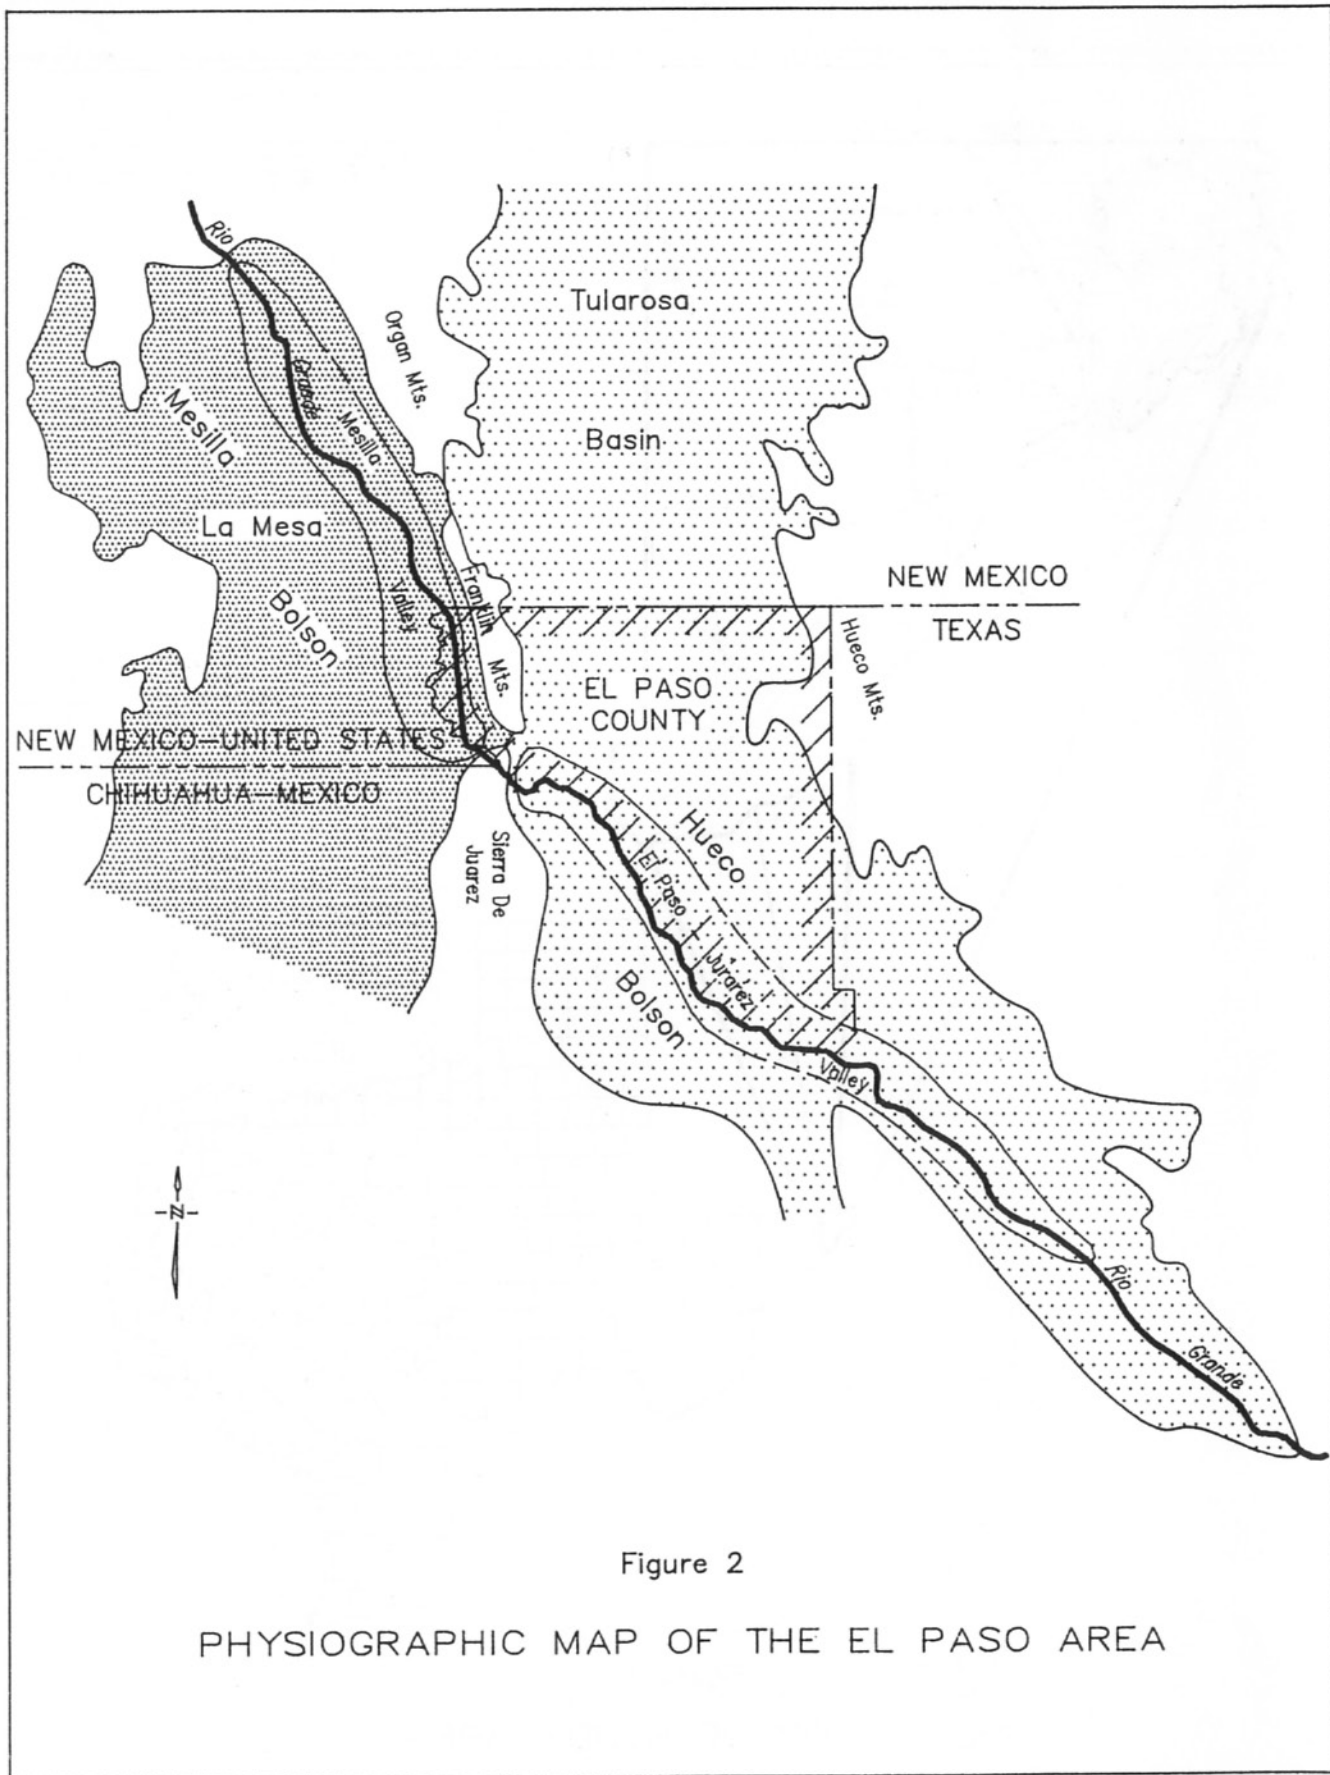 Rio
Tularosa
Organ Mts.
Grande
Mesilla
Mesilla
Basin
La Mesa
Franklin
Mts.
NEW MEXICO
TEXAS
Valley
Bolson
Hueco Mts.
EL PASO
COUNTY
NEW MEXICO-UNITED STATES
CHIHUAHUA-MEXICO
Sierra De
Juarez
Hueco
El Paso
Juarez
Bolson
Valley
N
Rio
Grande
Figure 2
PHYSIOGRAPHIC MAP OF THE EL PASO AREA